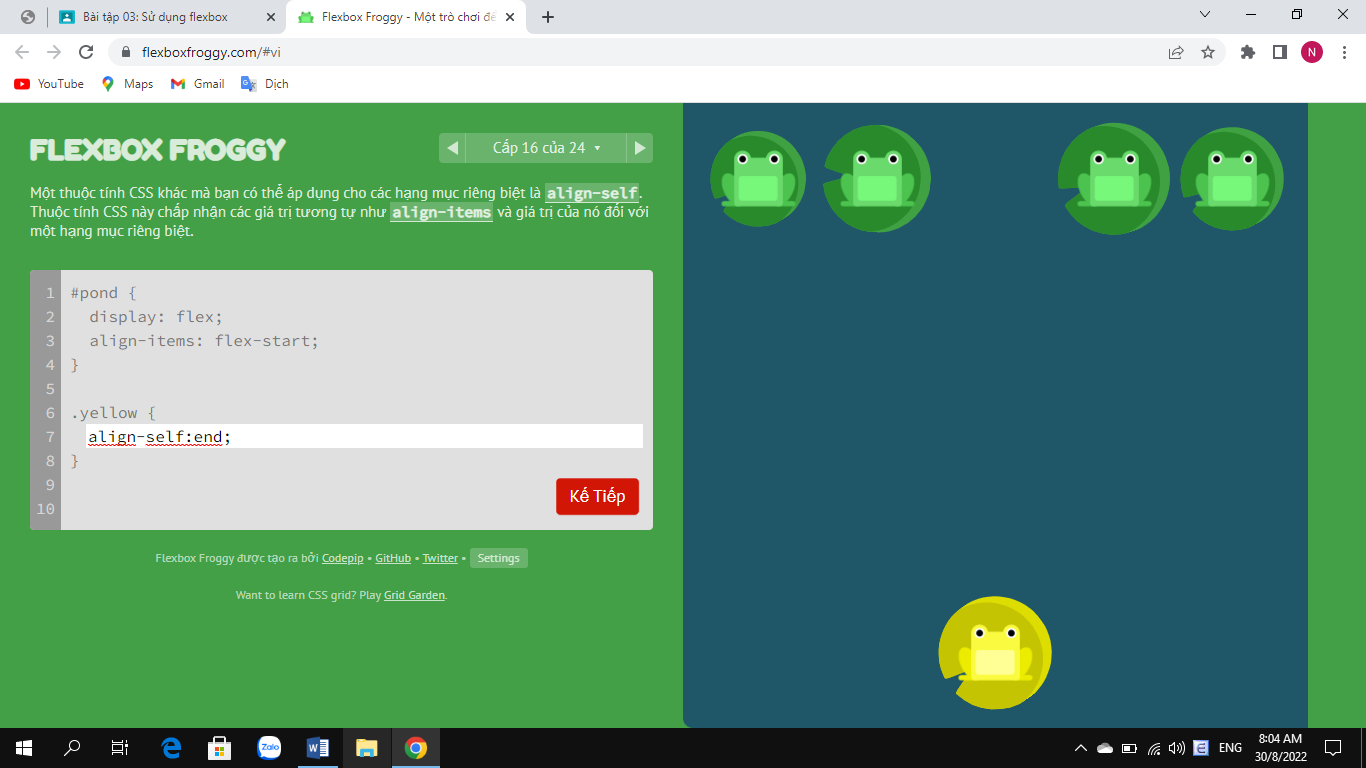 Bài tập 03: Sử dụng flexbox
Flexbox Froggy - Một trò chơi để
flexboxfroggy.com/#vi
N
YouTube
Maps
Gmail
Dịch
FLEXBOX FROGGY
Cấp 16 của 24
Một thuộc tính CSS khác mà bạn có thể áp dụng cho các hạng mục riêng biệt là align-self.
Thuộc tính CSS này chấp nhận các giá trị tương tự như align-items và giá trị của nó đối với
một hạng mục riêng biệt.
1 #pond {
2 display: flex;
3 align-items: flex-start;
4 }
5
6 .yellow {
7 align-self:end;
8 }
9
10
Kế Tiếp
Flexbox Froggy được tạo ra bởi Codepip • GitHub • Twitter • Settings
Want to learn CSS grid? Play Grid Garden.
Zalo
ENG
8:04 AM
30/8/2022